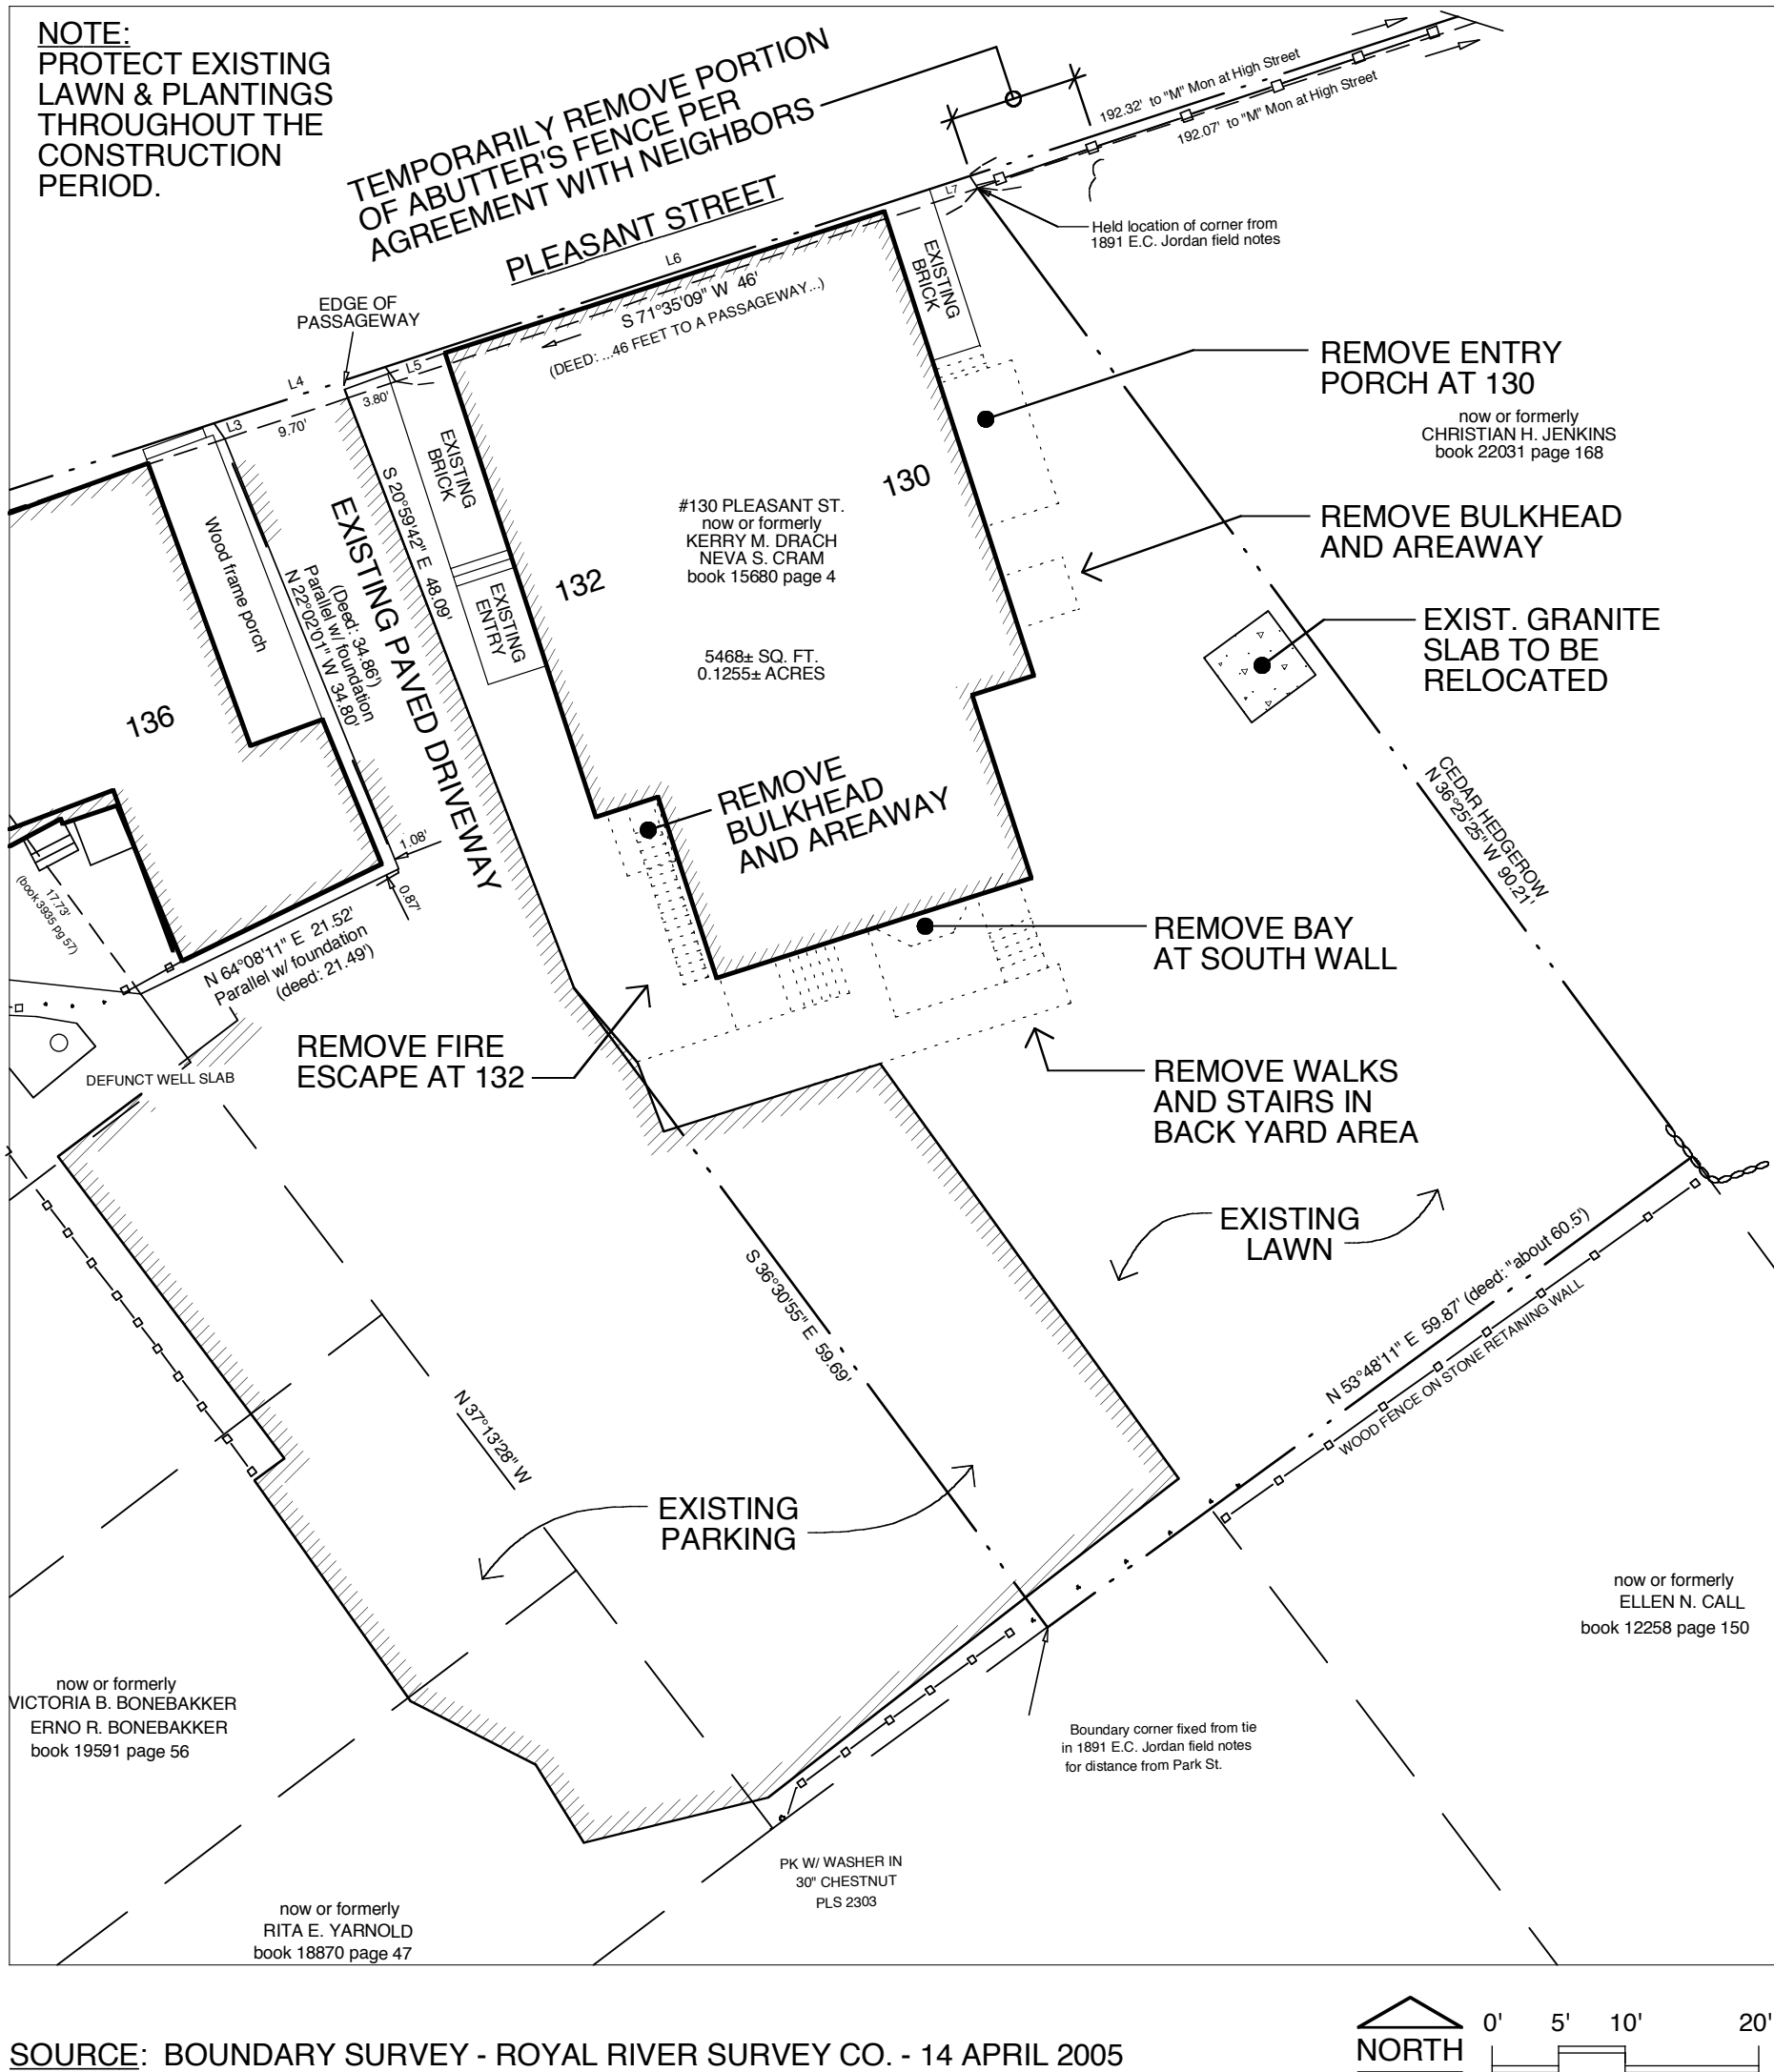 NOTE:
PROTECT EXISTING
LAWN & PLANTINGS
THROUGHOUT THE
CONSTRUCTION
PERIOD.
TEMPORARILY REMOVE PORTION
OF ABUTTER'S FENCE PER
AGREEMENT WITH NEIGHBORS
PLEASANT STREET
192.32' to "M" Mon at High Street
192.07' to "M" Mon at High Street
Held location of corner from
1891 E.C. Jordan field notes
L7
L6
S 71°35'09" W 46'
(DEED: ...46 FEET TO A PASSAGEWAY...)
EDGE OF
PASSAGEWAY
L5
L4
L3
3.80'
9.70'
EXISTING
BRICK
EXISTING
BRICK
EXISTING
ENTRY
REMOVE ENTRY
PORCH AT 130
now or formerly
CHRISTIAN H. JENKINS
book 22031 page 168
REMOVE BULKHEAD
AND AREAWAY
EXIST. GRANITE
SLAB TO BE
RELOCATED
130
132
136
#130 PLEASANT ST.
now or formerly
KERRY M. DRACH
NEVA S. CRAM
book 15680 page 4
5468± SQ. FT.
0.1255± ACRES
S 20°59'42" E 48.09'
EXISTING PAVED DRIVEWAY
Wood frame porch
(Deed: 34.86')
Parallel w/ foundation
N 22°02'01" W 34.80'
REMOVE
BULKHEAD
AND AREAWAY
CEDAR HEDGEROW
N 36°25'25" W 90.21'
1.08'
0.87'
17.73'
(book 3935 pg 57)
N 64°08'11" E 21.52'
Parallel w/ foundation
(deed: 21.49')
REMOVE BAY
AT SOUTH WALL
REMOVE FIRE
ESCAPE AT 132
DEFUNCT WELL SLAB
REMOVE WALKS
AND STAIRS IN
BACK YARD AREA
EXISTING
LAWN
S 36°30'55" E 59.69'
N 53°48'11" E 59.87' (deed: "about 60.5')
WOOD FENCE ON STONE RETAINING WALL
N 37°13'28" W
EXISTING
PARKING
now or formerly
ELLEN N. CALL
book 12258 page 150
now or formerly
VICTORIA B. BONEBAKKER
ERNO R. BONEBAKKER
book 19591 page 56
Boundary corner fixed from tie
in 1891 E.C. Jordan field notes
for distance from Park St.
PK W/ WASHER IN
30" CHESTNUT
PLS 2303
now or formerly
RITA E. YARNOLD
book 18870 page 47
SOURCE: BOUNDARY SURVEY - ROYAL RIVER SURVEY CO. - 14 APRIL 2005
NORTH
0' 5' 10' 20'